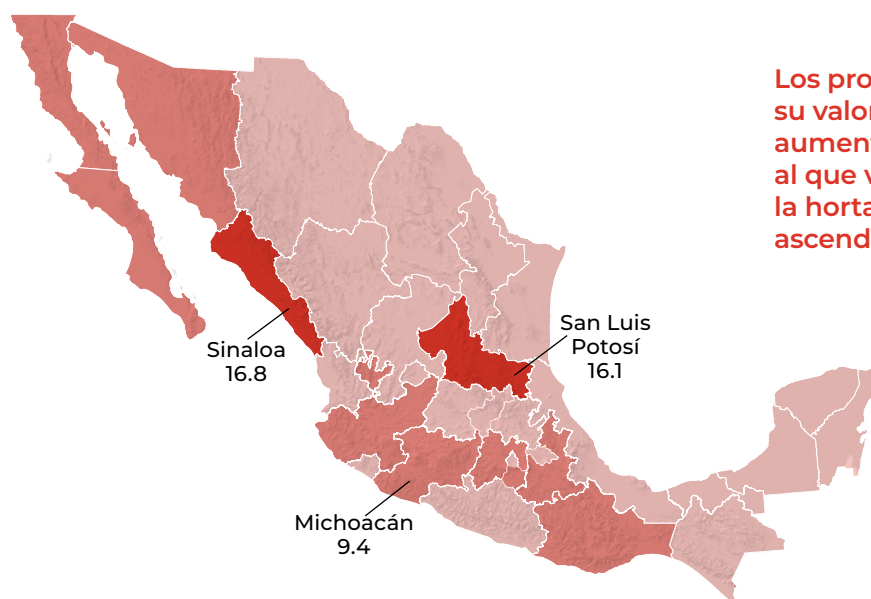 Los pro
su valor
aument
al que v
la horta
ascend
San Luis
Potosí
16.1
Sinaloa
16.8
Michoacán
9.4